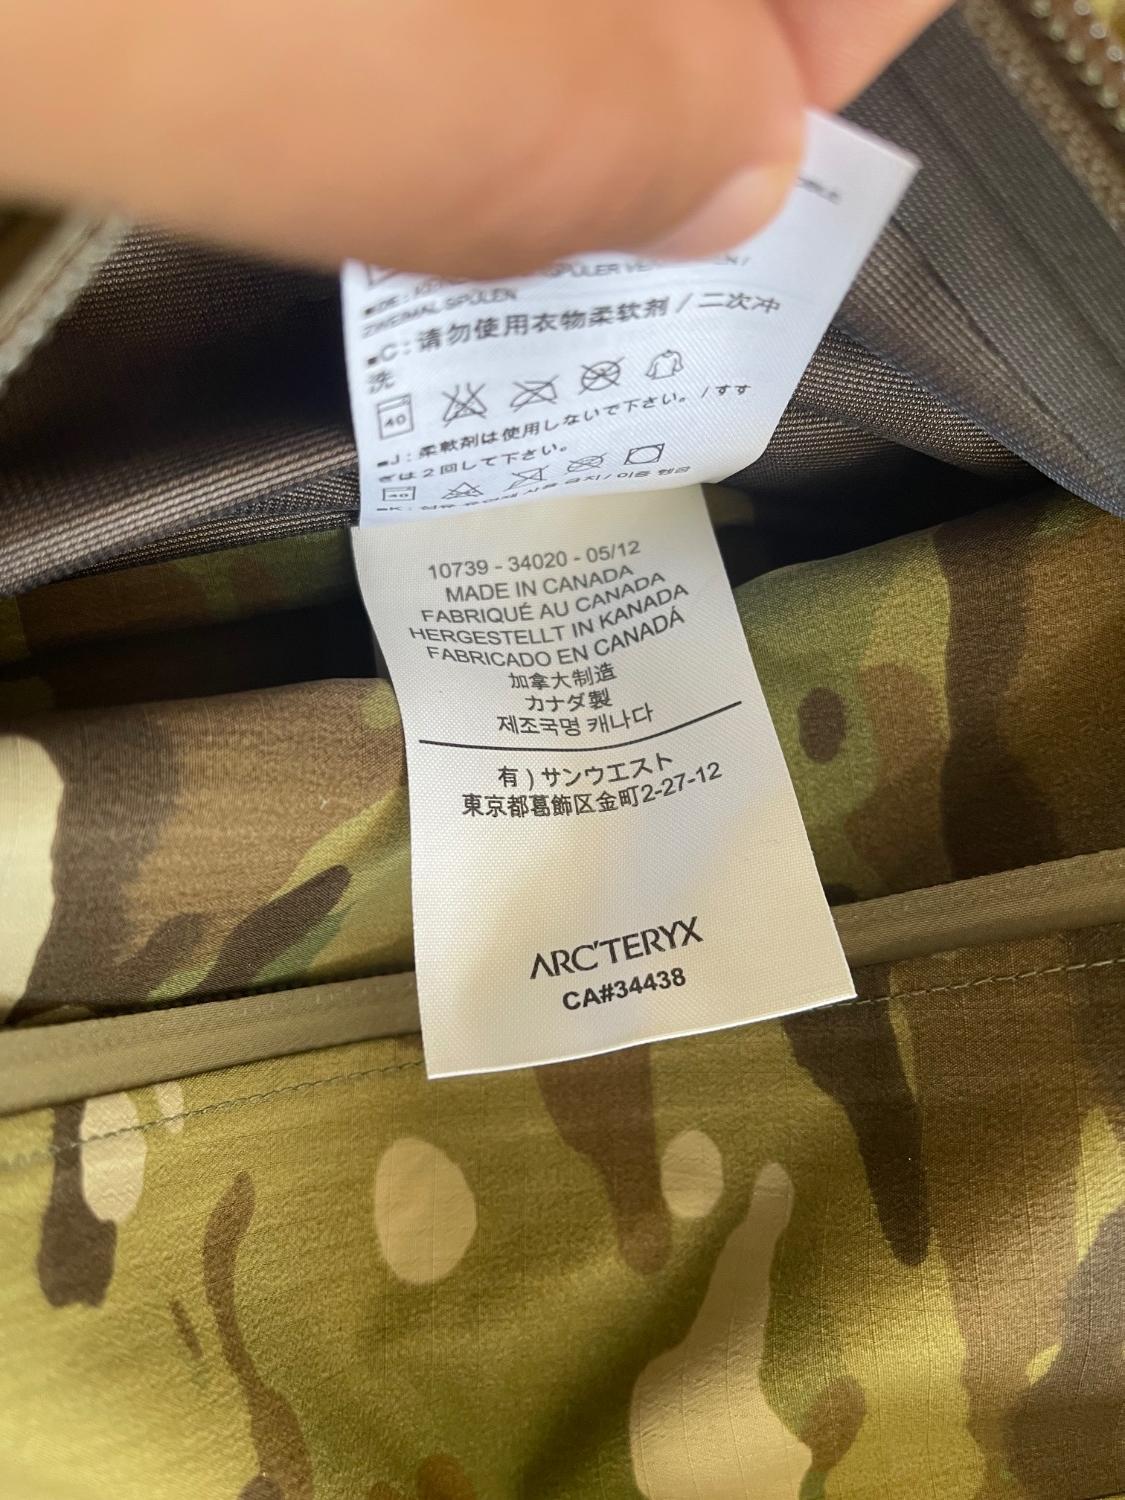 ZWEIMAL SPÜLEN
■C:请勿使用衣物柔软剂/二次冲
洗
40
■J:柔軟剤は使用しないで下さい。/すす
ぎは2回して下さい。
40
10739 - 34020 - 05/12
MADE IN CANADA
FABRIQUÉ AU CANADA
HERGESTELLT IN KANADA
FABRICADO EN CANADÁ
加拿大制造
カナダ製
제조국명 캐나다
有)サンウエスト
東京都葛飾区金町2-27-12
ARC'TERYX
CA#34438